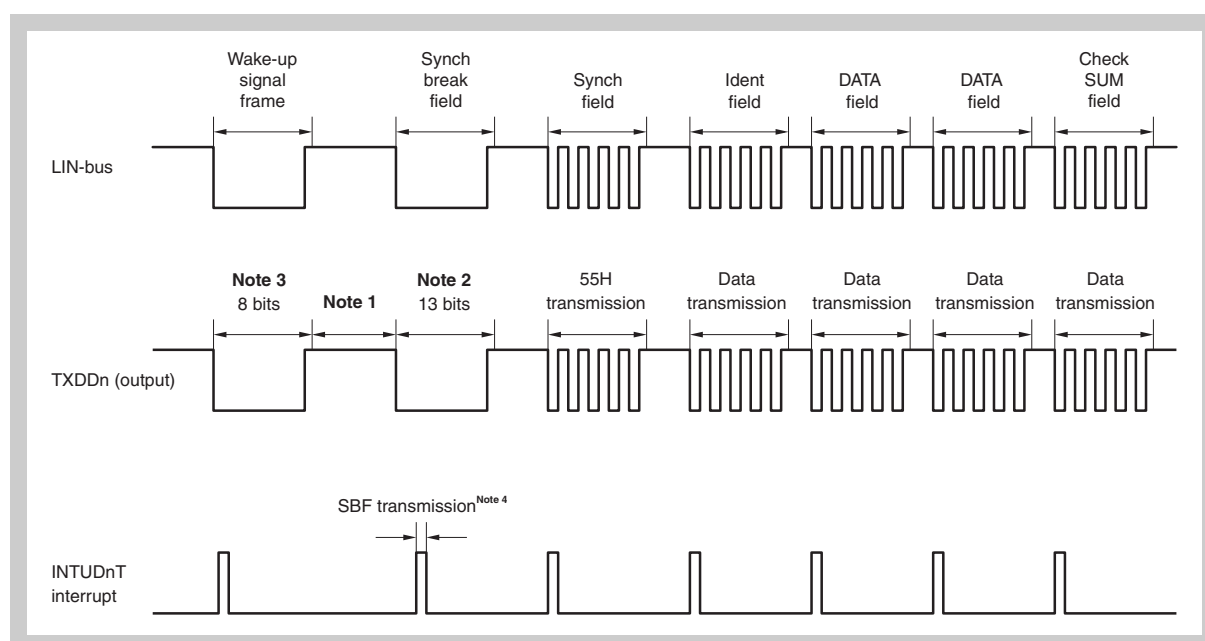 Wake-up
signal
frame
Synch
break
field
Synch
field
Ident
field
DATA
field
DATA
field
Check
SUM
field
LIN-bus
Note 3
8 bits
Note 1
Note 2
13 bits
55H
transmission
Data
transmission
Data
transmission
Data
transmission
Data
transmission
TXDDn (output)
SBF transmission Note 4
INTUDnT
interrupt